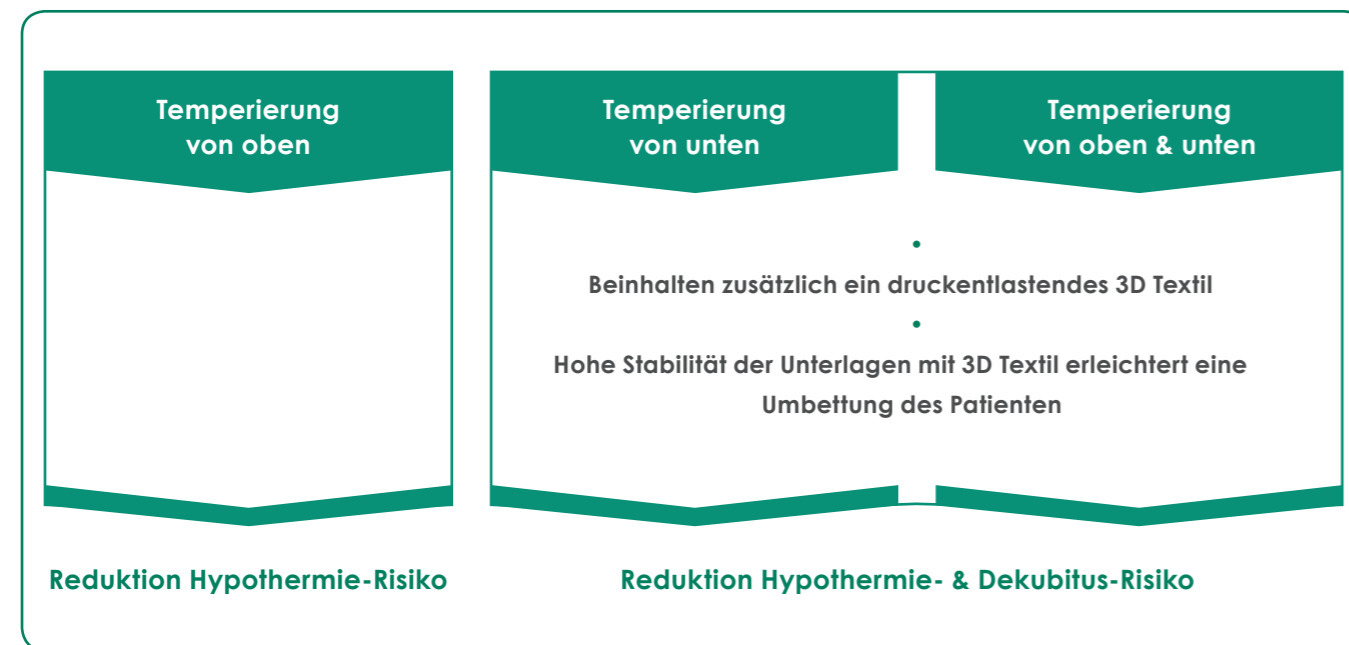 Temperierung
von oben
Temperierung
von unten
Temperierung
von oben & unten
•
Beinhalten zusätzlich ein druckentlastendes 3D Textil
•
Hohe Stabilität der Unterlagen mit 3D Textil erleichtert eine
Umbettung des Patienten
Reduktion Hypothermie-Risiko
Reduktion Hypothermie- & Dekubitus-Risiko